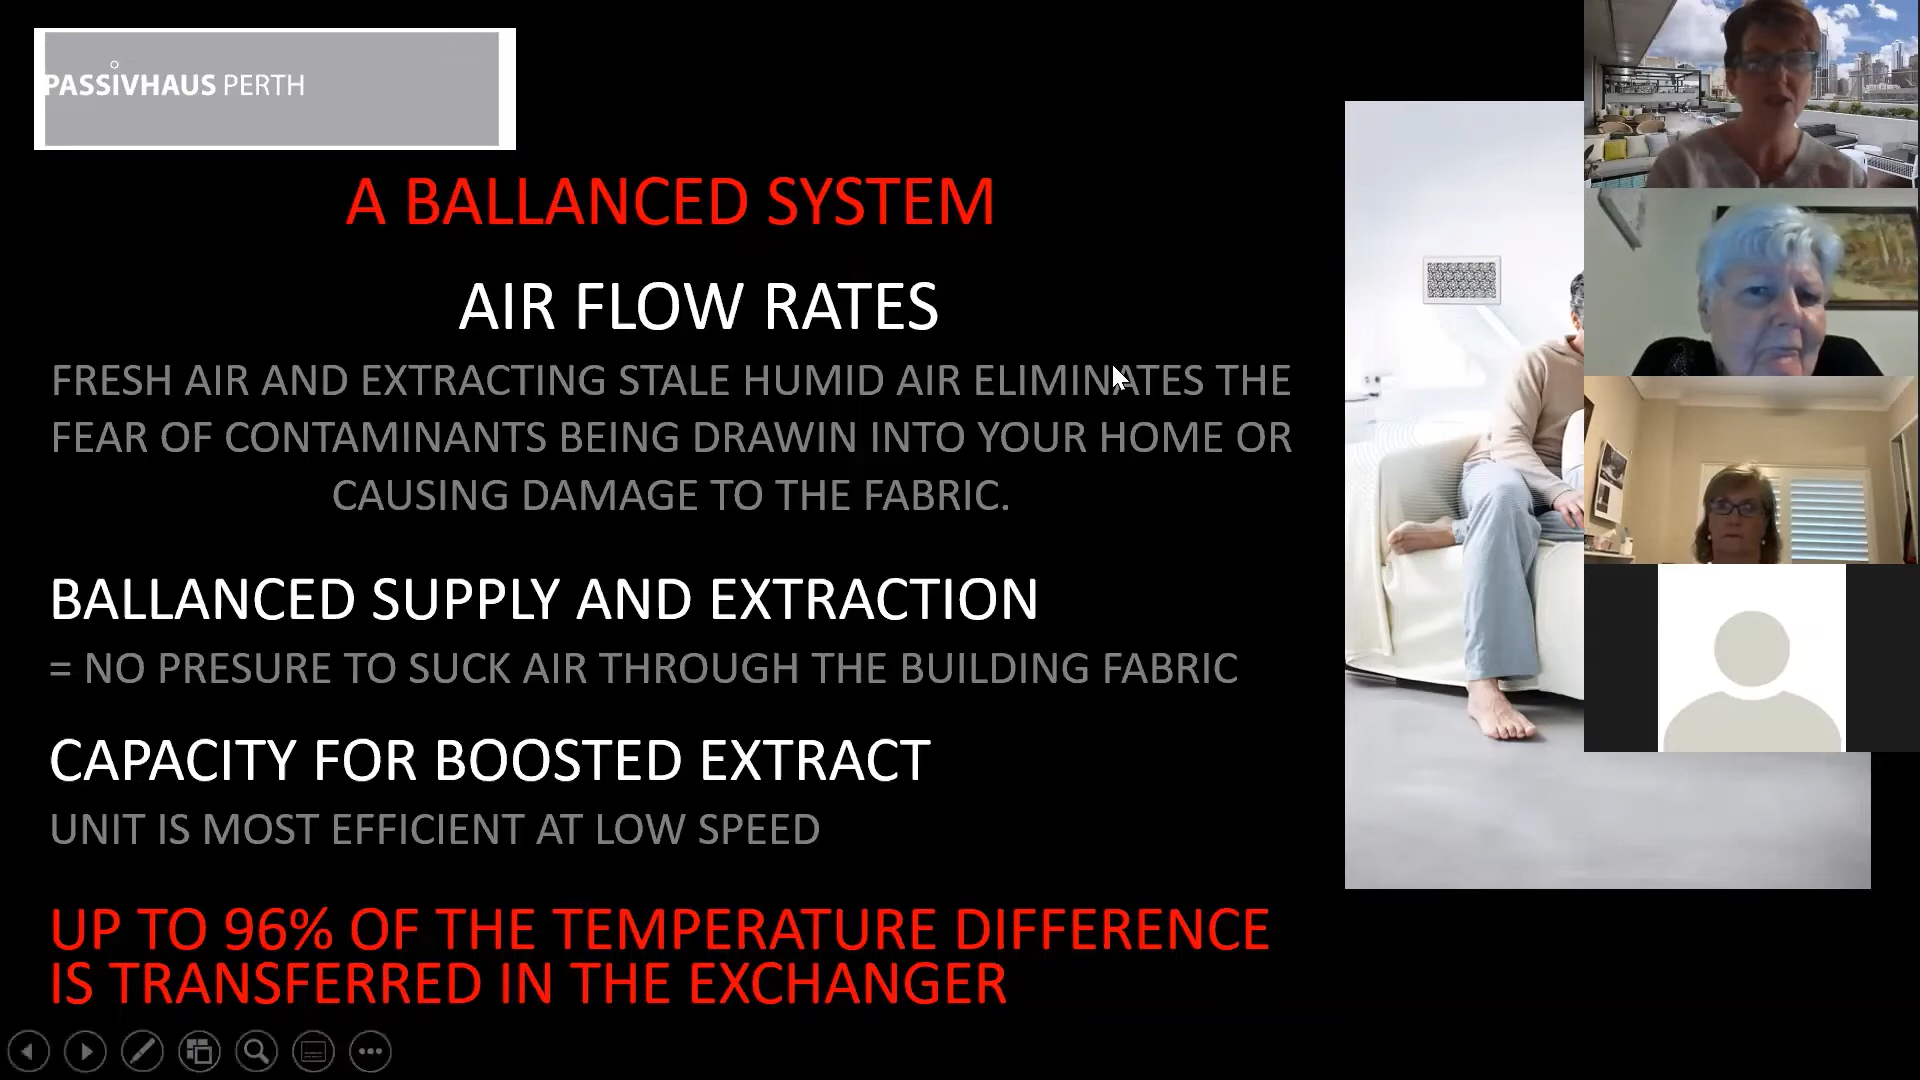 PASSIVHAUS PERTH
A BALLANCED SYSTEM
AIR FLOW RATES
FRESH AIR AND EXTRACTING STALE HUMID AIR ELIMINATES THE
FEAR OF CONTAMINANTS BEING DRAWIN INTO YOUR HOME OR
CAUSING DAMAGE TO THE FABRIC.
BALLANCED SUPPLY AND EXTRACTION
= NO PRESURE TO SUCK AIR THROUGH THE BUILDING FABRIC
CAPACITY FOR BOOSTED EXTRACT
UNIT IS MOST EFFICIENT AT LOW SPEED
UP TO 96% OF THE TEMPERATURE DIFFERENCE
IS TRANSFERRED IN THE EXCHANGER